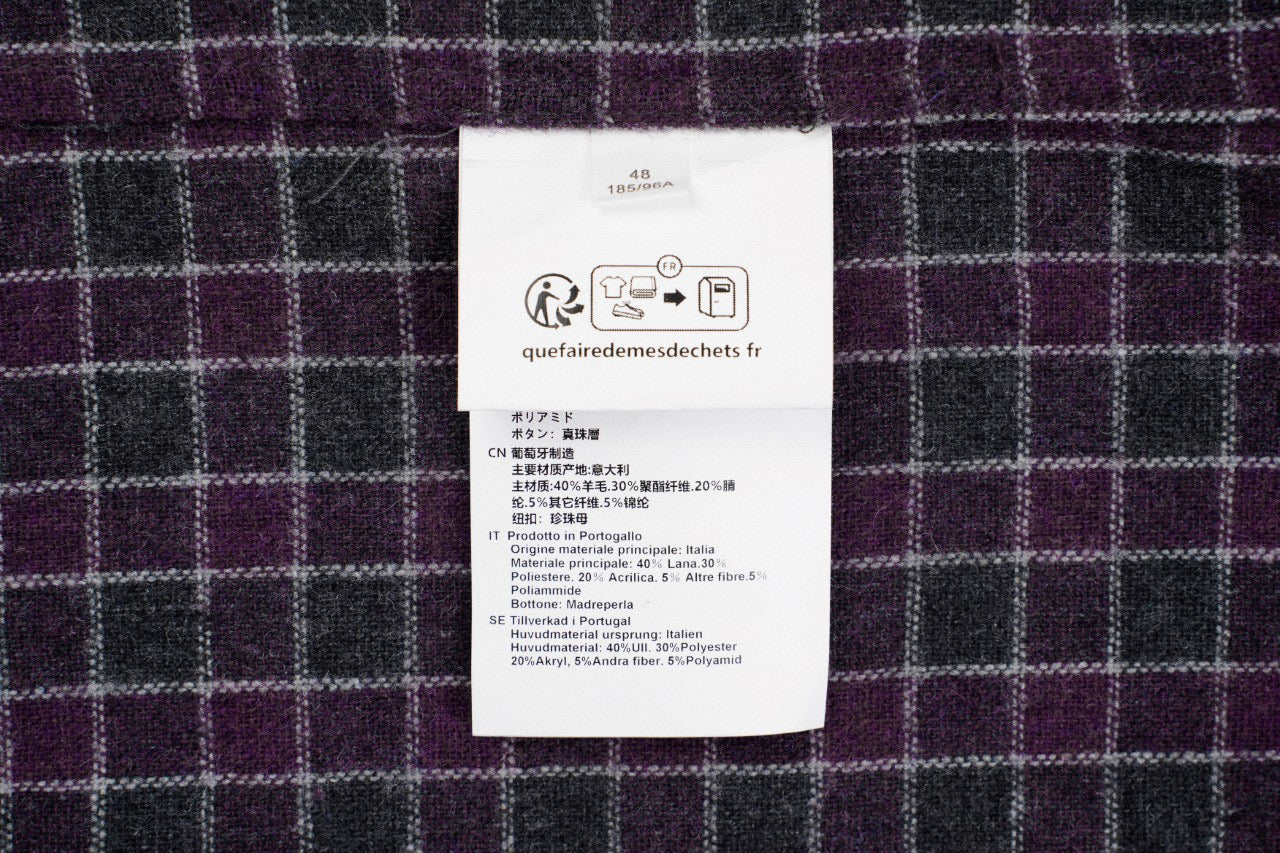 48
185/96A
FR
quefairedemesdechets fr
ポリアミド
ボタン：真珠層
CN 葡萄牙制造
主要材质产地:意大利
主材质:40%羊毛.30%聚酯纤维.20%腈
纶.5%其它纤维.5%锦纶
纽扣：珍珠母
IT Prodotto in Portogallo
Origine materiale principale: Italia
Materiale principale: 40% Lana.30%
Poliestere. 20% Acrilica. 5% Altre fibre.5%
Poliammide
Bottone: Madreperla
SE Tillverkad i Portugal
Huvudmaterial ursprung: Italien
Huvudmaterial: 40%Ull. 30%Polyester
20%Akryl, 5%Andra fiber. 5%Polyamid